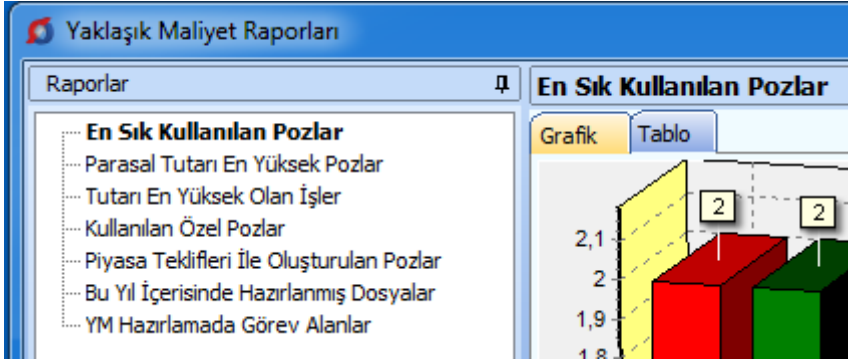 Yaklaşık Maliyet Raporları
Raporlar
En Sık Kullanılan Pozlar
Parasal Tutarı En Yüksek Pozlar
Tutarı En Yüksek Olan İşler
Kullanılan Özel Pozlar
Piyasa Teklifleri İle Oluşturulan Pozlar
Bu Yıl İçerisinde Hazırlanmış Dosyalar
YM Hazırlamada Görev Alanlar
En Sık Kullanılan Pozlar
Grafik Tablo
2 2
2,1
2
1,9
1,8